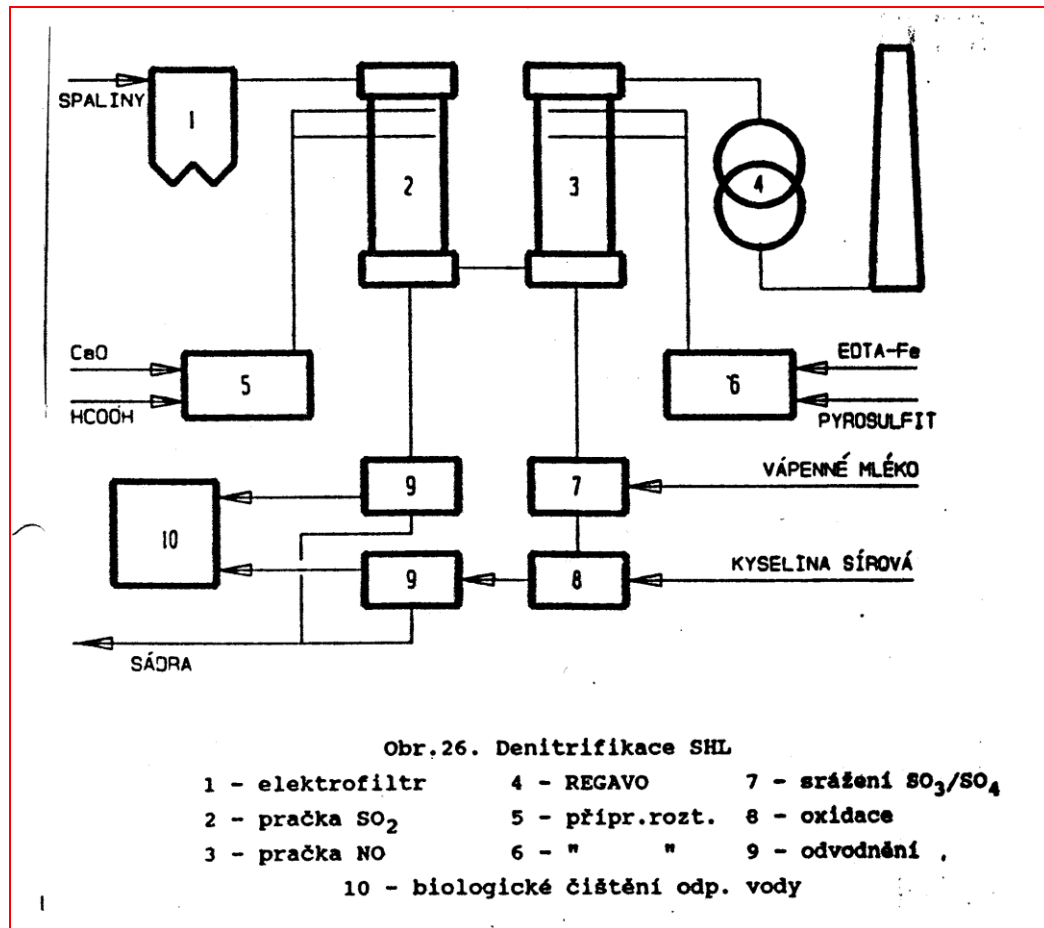 SPALINY
1
2
3
4
CaO
HCOOH
5
6
EDTA-Fe
PYROSULFIT
9
7
VÁPENNÉ MLÉKO
10
9
8
KYSELINA SÍROVÁ
SÁDRA
Obr.26. Denitrifikace SHL
1 - elektrofiltr 4 - REGAVO 7 - srážení SO₃/SO₄
2 - pračka SO₂ 5 - přípr.rozt. 8 - oxidace
3 - pračka NO 6 - " " 9 - odvodnění
10 - biologické čištění odp. vody